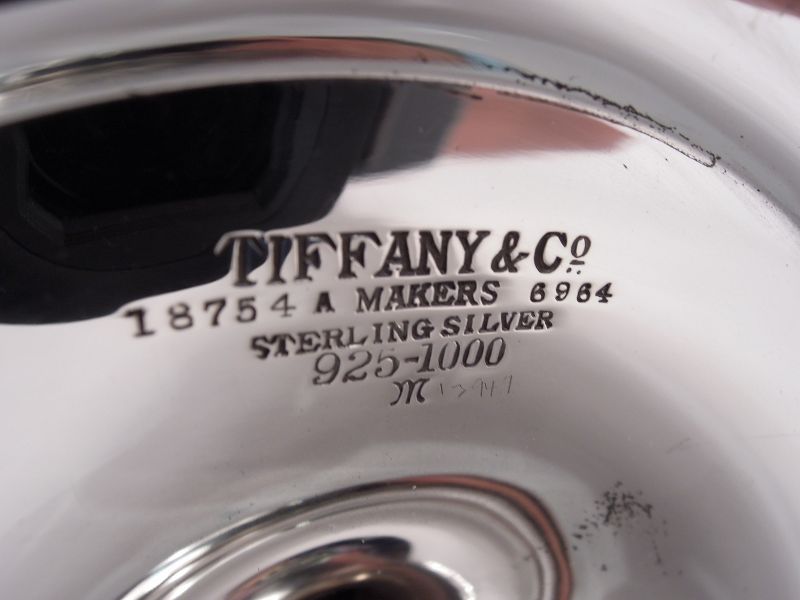 TIFFANY & Co.
18754 A MAKERS 6964
STERLING SILVER
925-1000
M